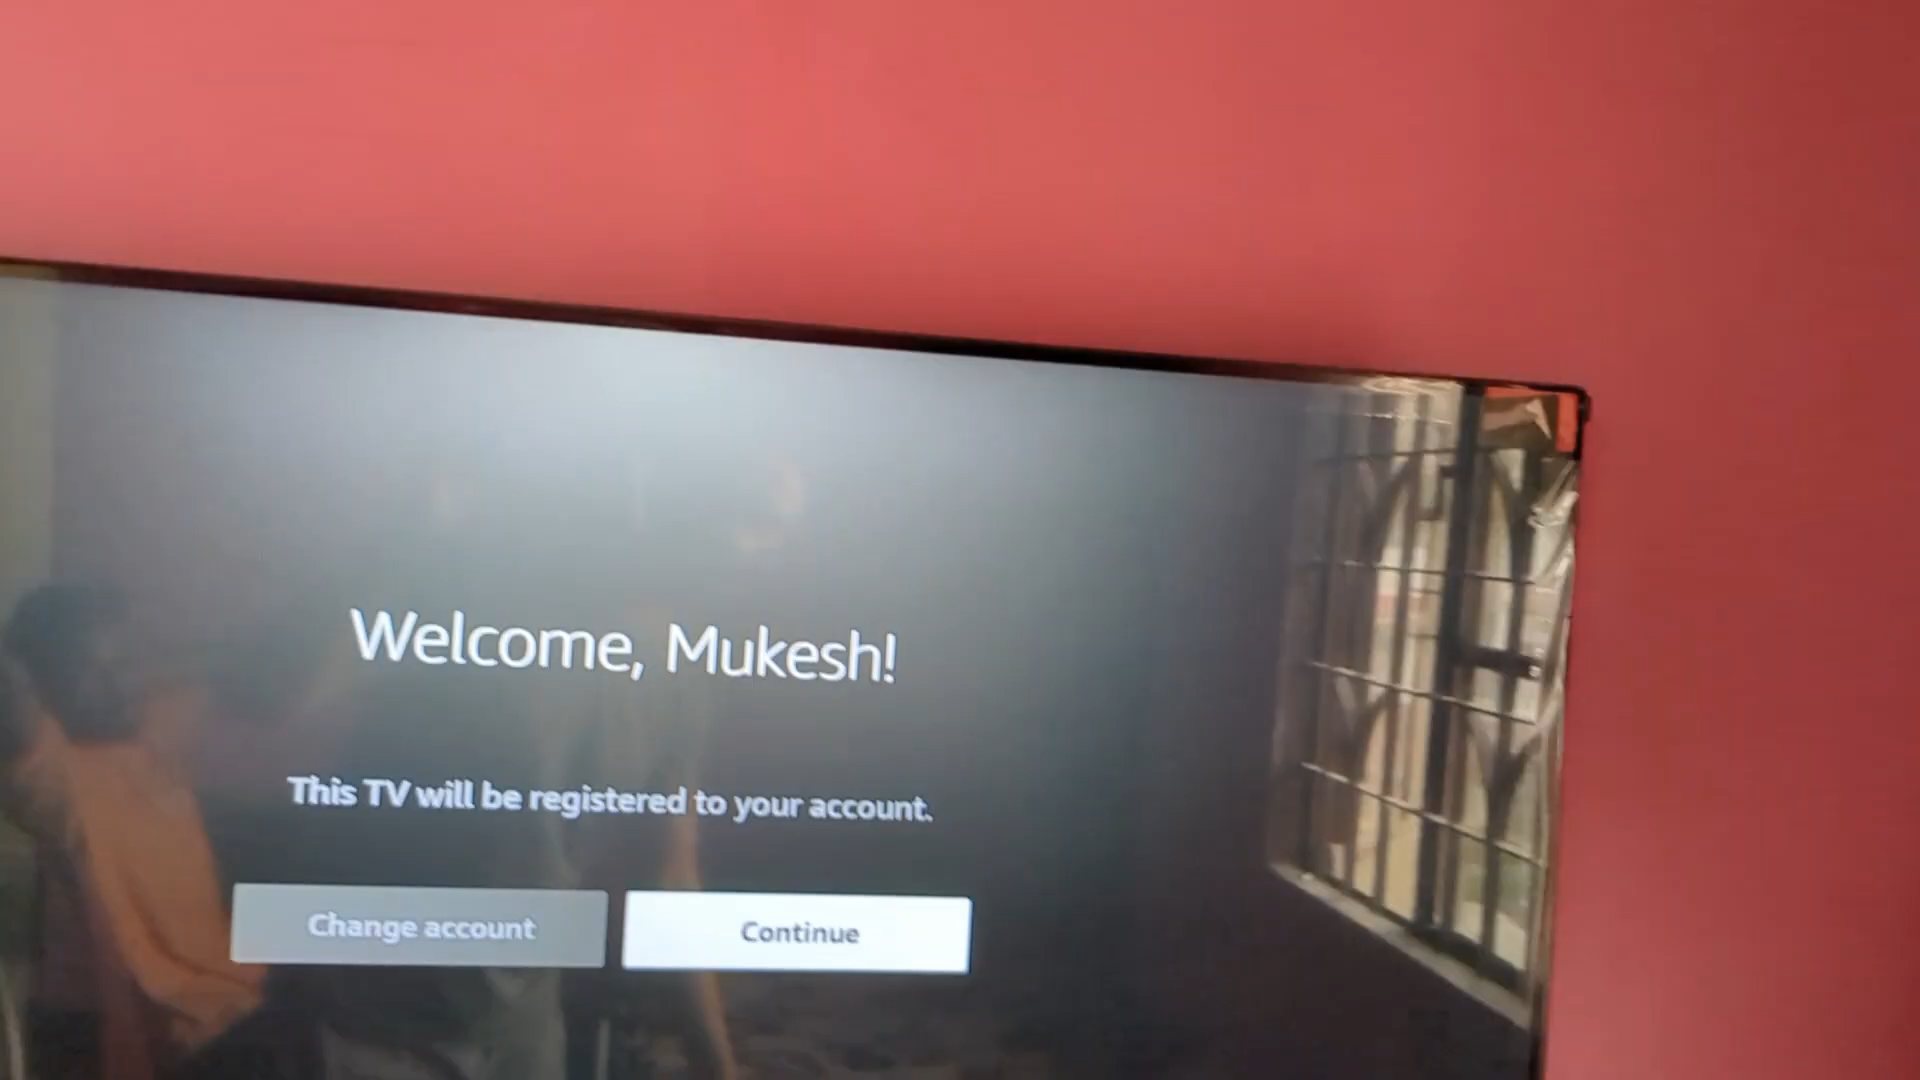 Welcome, Mukesh!
This TV will be registered to your account.
Change account
Continue